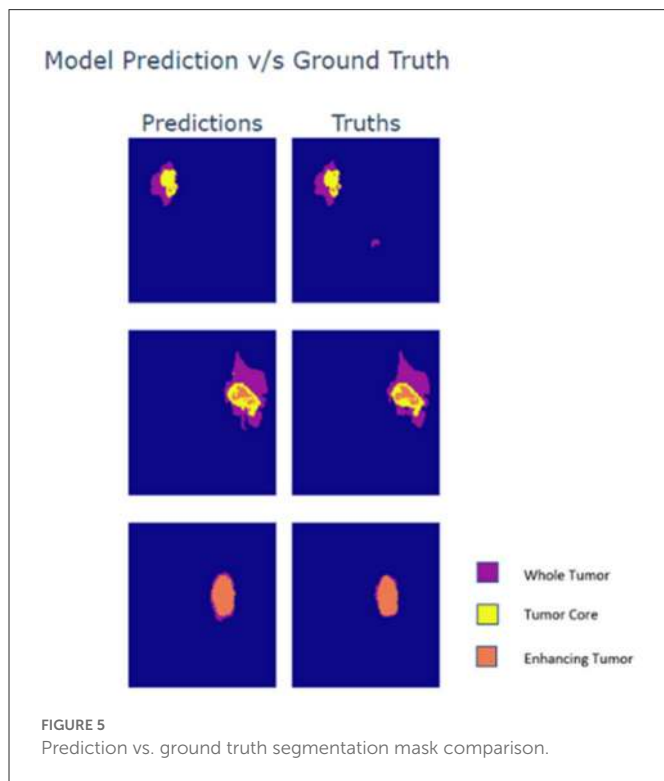 Model Prediction v/s Ground Truth
Predictions Truths
Whole Tumor
Tumor Core
Enhancing Tumor
FIGURE 5
Prediction vs. ground truth segmentation mask comparison.